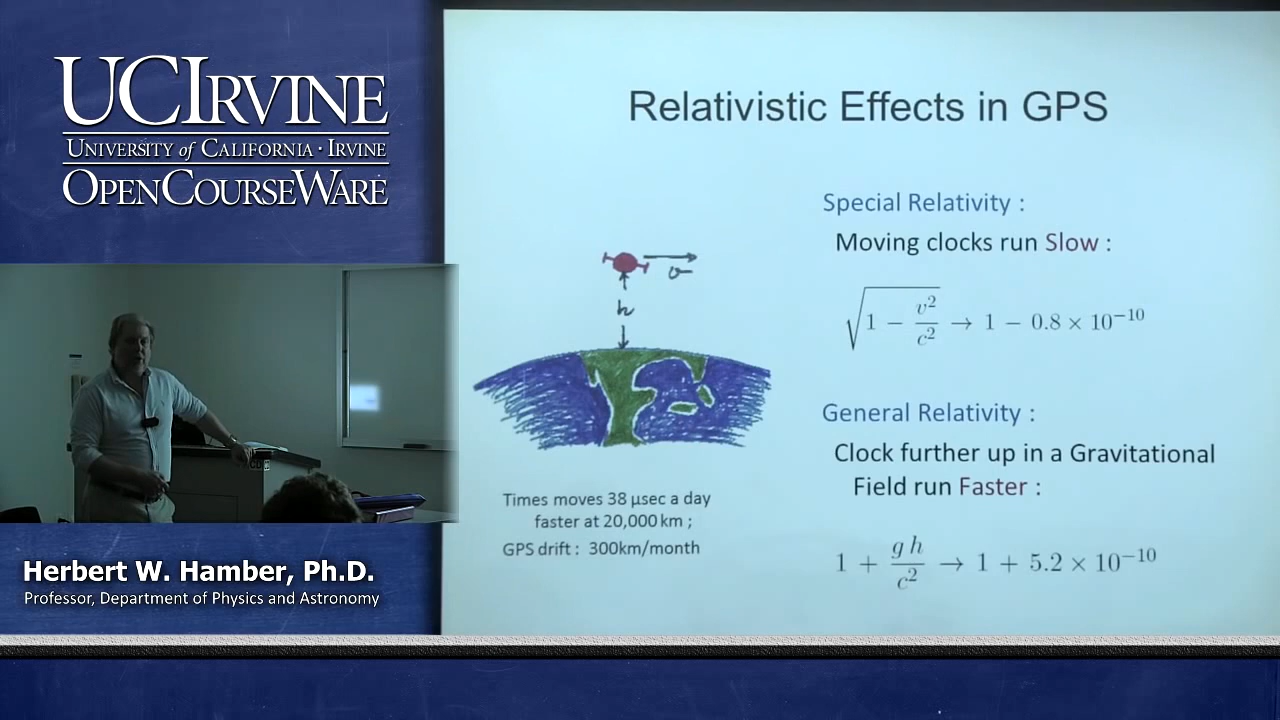 UCIRVINE
UNIVERSITY of CALIFORNIA · IRVINE
OPENCOURSEWARE
Herbert W. Hamber, Ph.D.
Professor, Department of Physics and Astronomy
Relativistic Effects in GPS
v
h
Times moves 38 μsec a day
faster at 20,000 km ;
GPS drift : 300km/month
Special Relativity :
Moving clocks run Slow :
√(1 − v²/c²) → 1 − 0.8 × 10⁻¹⁰
General Relativity :
Clock further up in a Gravitational
Field run Faster :
1 + g h/c² → 1 + 5.2 × 10⁻¹⁰